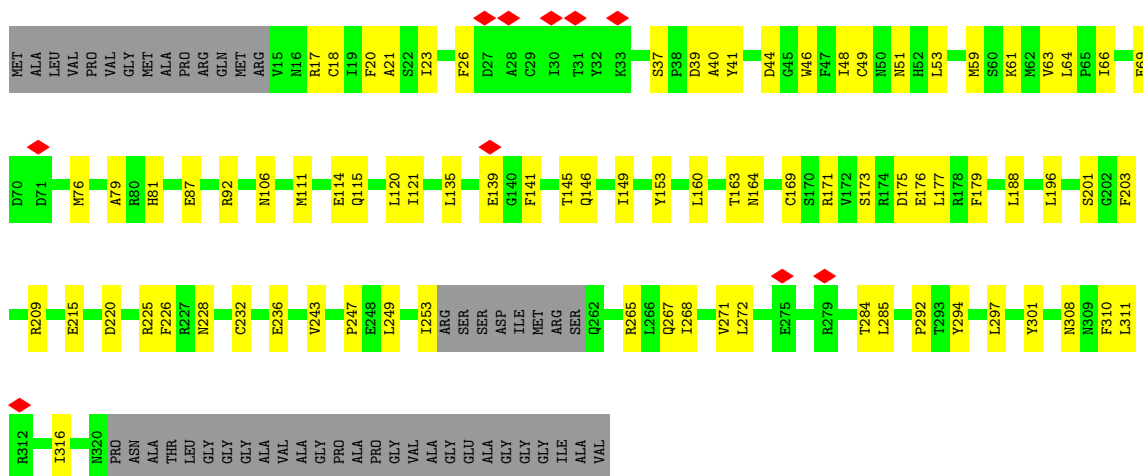 MET ALA LEU VAL PRO VAL GLY MET ALA PRO ARG GLN MET ARG V15 N16 R17 C18 I19 F20 A21 S22 I23 F26 D27 A28 C29 I30 T31 Y32 K33 S37 P38 D39 A40 Y41 D44 G45 W46 F47 I48 C49 N50 N51 H52 L53 M59 S60 K61 M62 V63 L64 P65 I66
D70 D71 M76 A79 R80 H81 E87 R92 N106 M111 E114 Q115 L120 I121 L135 E139 G140 F141 T145 Q146 I149 Y153 L160 T163 N164 C169 S170 R171 V172 S173 R174 D175 E176 L177 R178 F179 L188 L196 S201 G202 F203
R209 E215 D220 R225 F226 R227 N228 C232 E236 V243 P247 E248 L249 I253 ARG SER SER ASP ILE MET ARG SER Q262 R265 L266 Q267 I268 V271 L272 E275 R279 T284 L285 P292 T293 Y294 L297 Y301 N308 N309 F310 L311
R312 I316 N320 PRO ASN ALA THR LEU GLY GLY GLY ALA VAL ALA GLY PRO ALA PRO GLY VAL ALA GLY GLU ALA GLY GLY GLY ILE ALA VAL